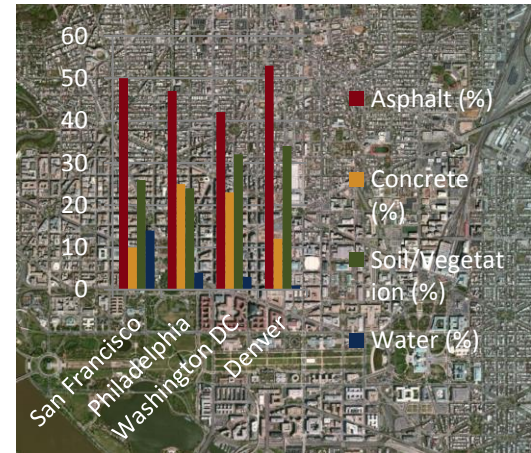 60
50
40
30
20
10
0
San Francisco
Philadelphia
Washington DC
Denver
Asphalt (%)
Concrete
(%)
Soil/Vegetat
ion (%)
Water (%)